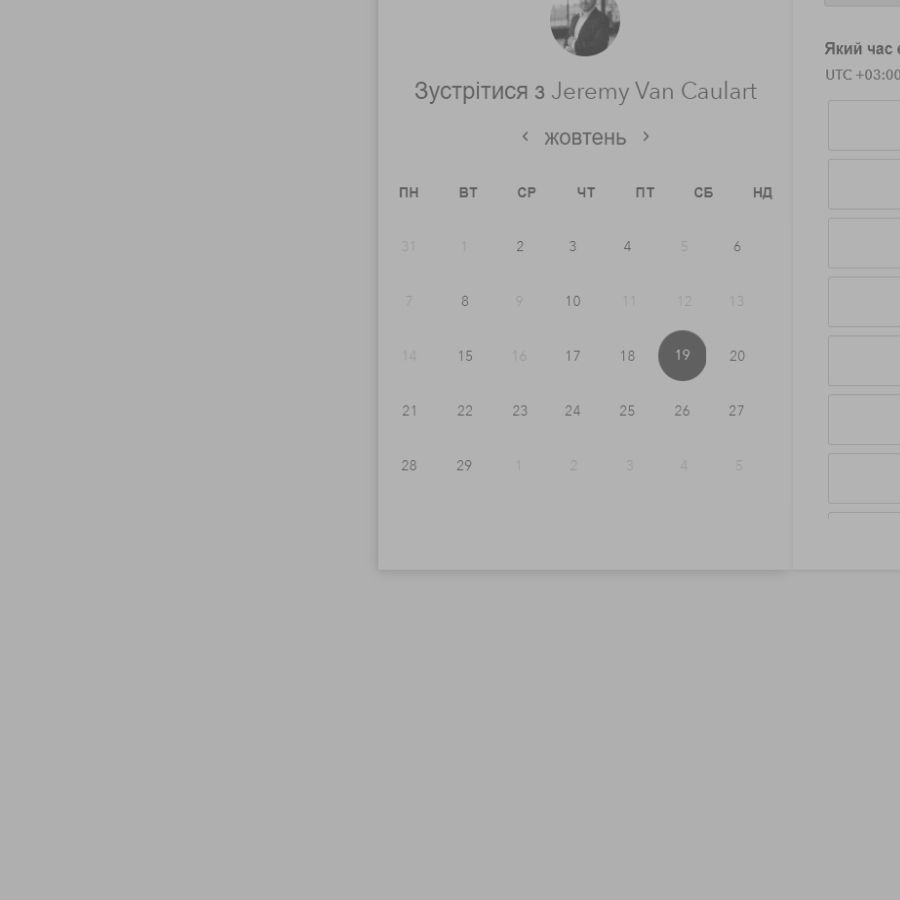 Зустрітися з Jeremy Van Caulart
‹ жовтень ›
ПН ВТ СР ЧТ ПТ СБ НД
31 1 2 3 4 5 6
7 8 9 10 11 12 13
14 15 16 17 18 19 20
21 22 23 24 25 26 27
28 29 1 2 3 4 5
Який час
UTC +03:00